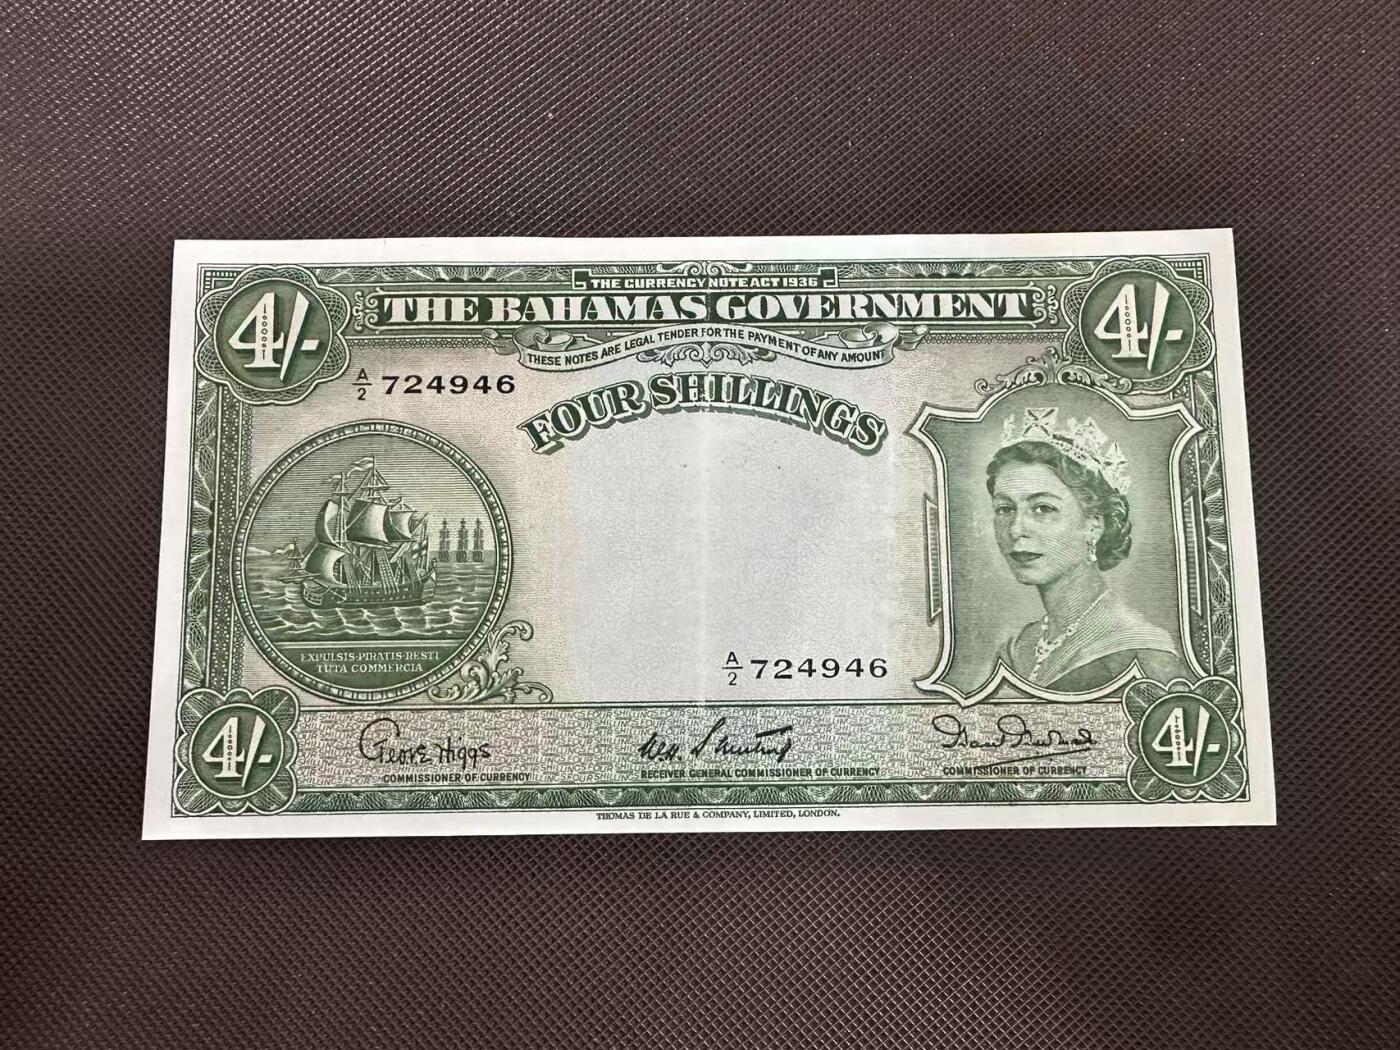 THE CURRENCY NOTE ACT 1936
4/- THE BAHAMAS GOVERNMENT 4/-
THESE NOTES ARE LEGAL TENDER FOR THE PAYMENT OF ANY AMOUNT
A/2 724946
FOUR SHILLINGS
EXPULSIS·PIRATIS·RESTI
TUTA COMMERCIA
A/2 724946
4/- 4/-
George Higgs
COMMISSIONER OF CURRENCY
W.H.
RECEIVER GENERAL COMMISSIONER OF CURRENCY
COMMISSIONER OF CURRENCY
THOMAS DE LA RUE & COMPANY, LIMITED, LONDON.